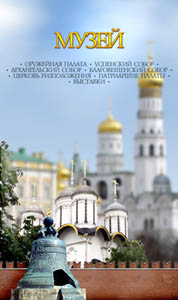 МУЗЕЙ
• ОРУЖЕЙНАЯ ПАЛАТА • УСПЕНСКИЙ СОБОР •
• АРХАНГЕЛЬСКИЙ СОБОР • БЛАГОВЕЩЕНСКИЙ СОБОР •
• ЦЕРКОВЬ РИЗПОЛОЖЕНИЯ • ПАТРИАРШИЕ ПАЛАТЫ •
• ВЫСТАВКИ •